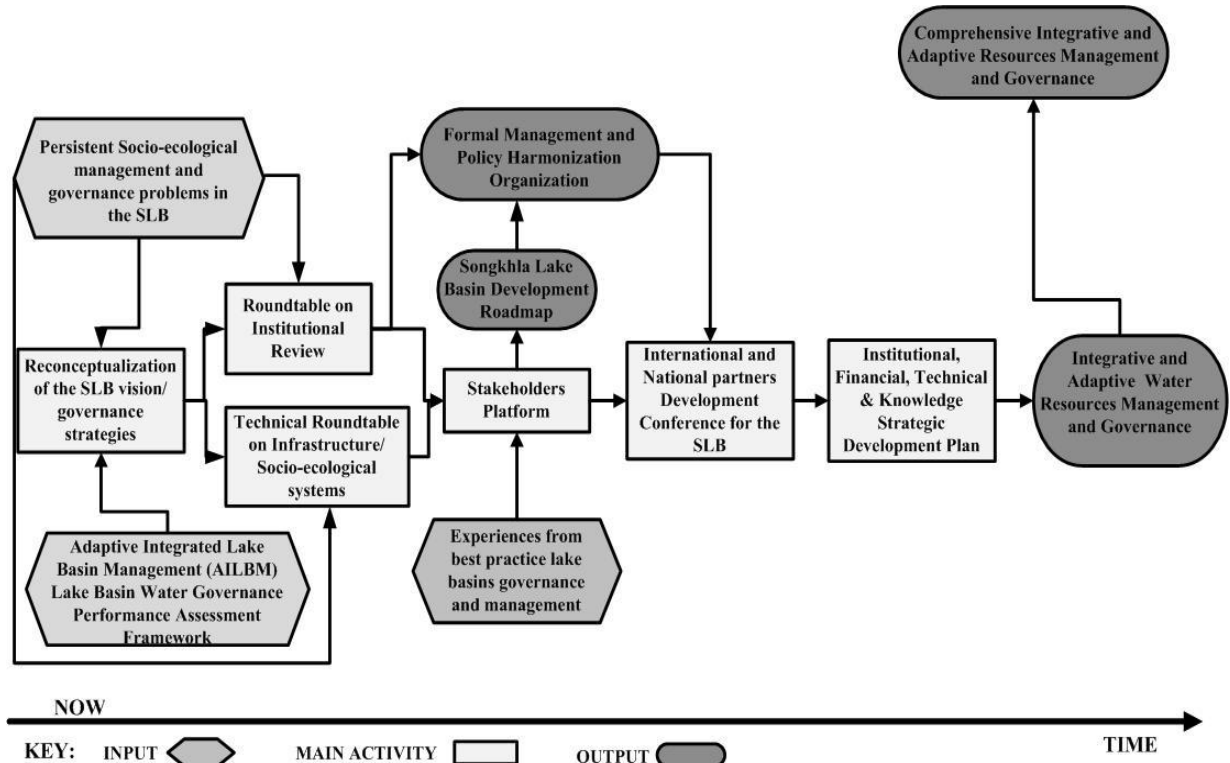 Comprehensive Integrative and
Adaptive Resources Management
and Governance
Persistent Socio-ecological
management and
governance problems in
the SLB
Formal Management and
Policy Harmonization
Organization
Songkhla Lake
Basin Development
Roadmap
Roundtable on
Institutional
Review
Reconceptualization
of the SLB vision/
governance
strategies
Technical Roundtable
on Infrastructure/
Socio-ecological
systems
Stakeholders
Platform
International and
National partners
Development
Conference for the
SLB
Institutional,
Financial, Technical
& Knowledge
Strategic
Development Plan
Integrative and
Adaptive Water
Resources Management
and Governance
Adaptive Integrated Lake
Basin Management (AILBM)
Lake Basin Water Governance
Performance Assessment
Framework
Experiences from
best practice lake
basins governance
and management
NOW
TIME
KEY: INPUT MAIN ACTIVITY OUTPUT